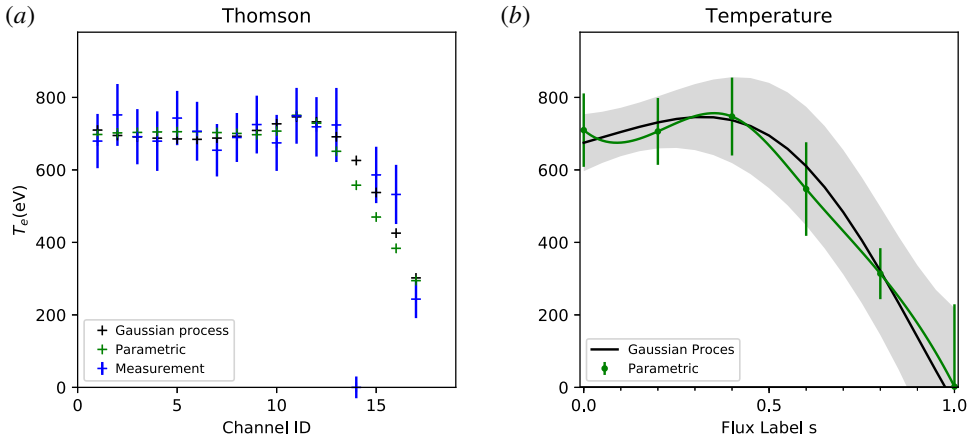 (a)
Thomson
T_e(eV)
800
600
400
200
0
Gaussian process
Parametric
Measurement
0
5
10
15
Channel ID
(b)
Temperature
800
600
400
200
0
Gaussian Proces
Parametric
0.0
0.5
1.0
Flux Label s